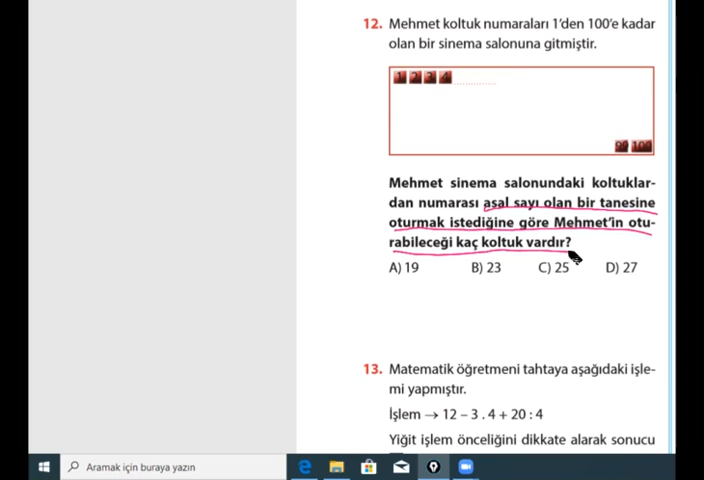 12. Mehmet koltuk numaraları 1'den 100'e kadar
olan bir sinema salonuna gitmiştir.
1 2 3 4 ................
99 100
Mehmet sinema salonundaki koltuklar-
dan numarası asal sayı olan bir tanesine
oturmak istediğine göre Mehmet'in otu-
rabileceği kaç koltuk vardır?
A) 19 B) 23 C) 25 D) 27
13. Matematik öğretmeni tahtaya aşağıdaki işle-
mi yapmıştır.
İşlem → 12 – 3 . 4 + 20 : 4
Yiğit işlem önceliğini dikkate alarak sonucu
Aramak için buraya yazın